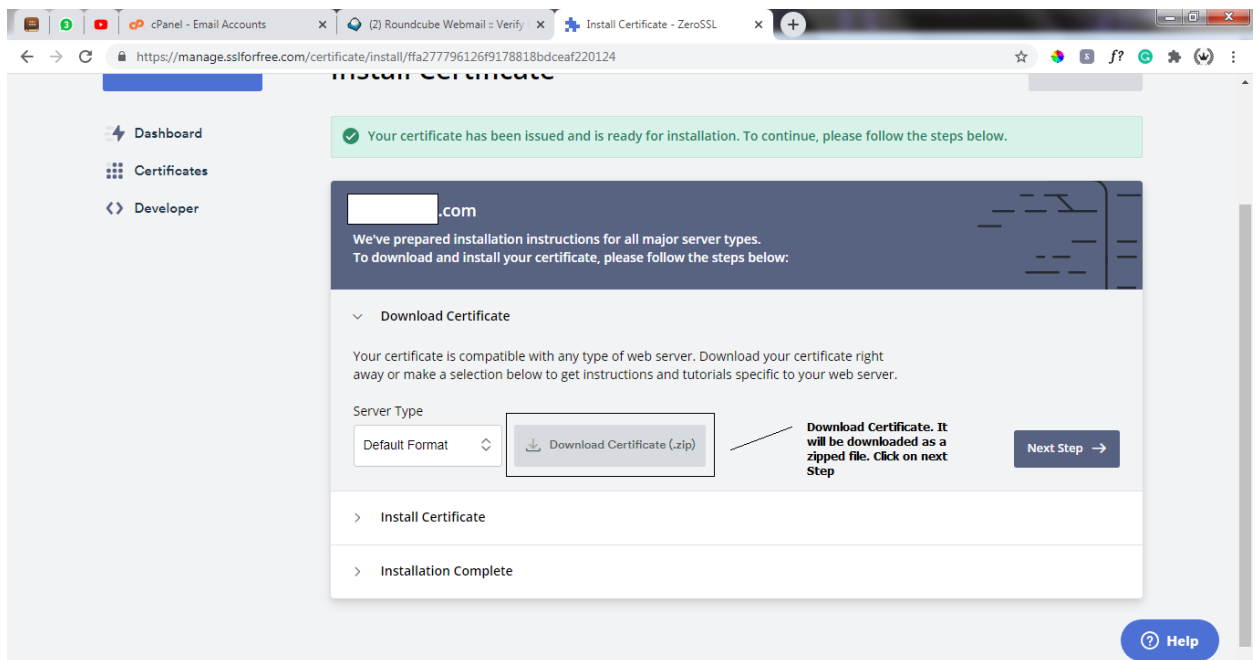 3
cPanel - Email Accounts
(2) Roundcube Webmail :: Verify
Install Certificate - ZeroSSL
https://manage.sslforfree.com/certificate/install/ffa277796126f9178818bdceaf220124
S
f?
G
Install Certificate
Dashboard
Certificates
Developer
Your certificate has been issued and is ready for installation. To continue, please follow the steps below.
.com
We've prepared installation instructions for all major server types.
To download and install your certificate, please follow the steps below:
Download Certificate
Your certificate is compatible with any type of web server. Download your certificate right
away or make a selection below to get instructions and tutorials specific to your web server.
Server Type
Default Format
Download Certificate (.zip)
Download Certificate. It
will be downloaded as a
zipped file. Click on next
Step
Next Step
Install Certificate
Installation Complete
Help